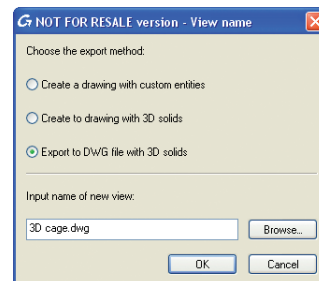 NOT FOR RESALE version - View name
Choose the export method:
Create a drawing with custom entities
Create to drawing with 3D solids
Export to DWG file with 3D solids
Input name of new view:
3D cage.dwg
Browse...
OK
Cancel